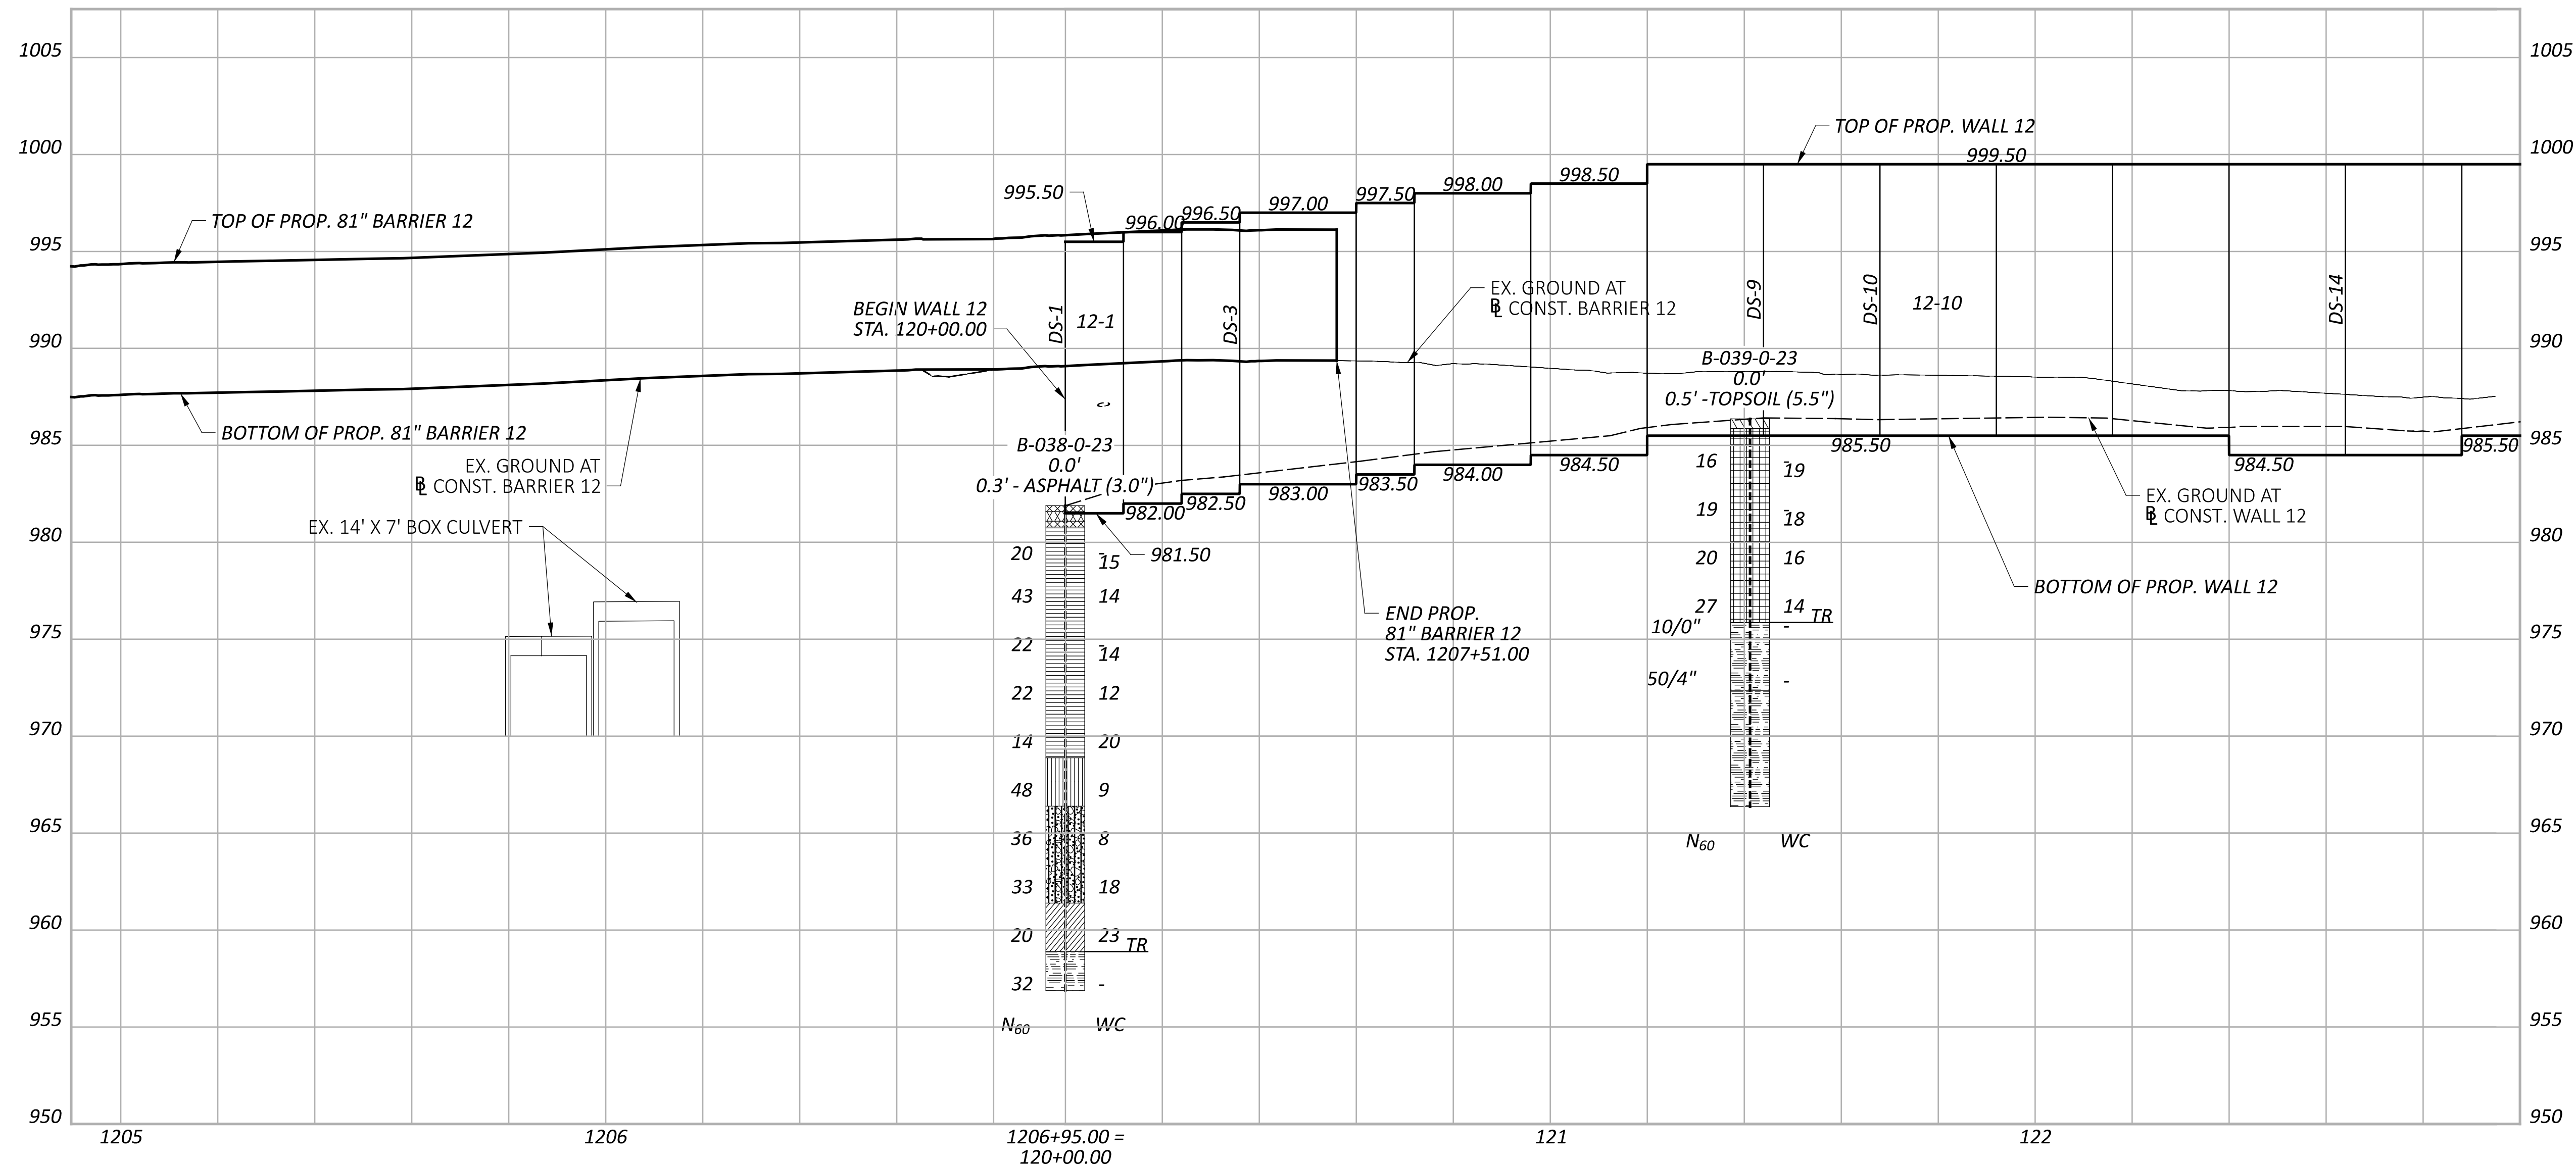 1005
1005
TOP OF PROP. WALL 12
1000
1000
999.50
998.50
998.00
997.50
997.00
996.50
996.00
995.50
TOP OF PROP. 81" BARRIER 12
995
995
DS-9
DS-10
12-10
DS-14
EX. GROUND AT
BL CONST. BARRIER 12
BEGIN WALL 12
STA. 120+00.00
DS-1
12-1
DS-3
990
990
B-039-0-23
0.0'
0.5' -TOPSOIL (5.5")
BOTTOM OF PROP. 81" BARRIER 12
985
985
B-038-0-23
0.0'
0.3' - ASPHALT (3.0")
985.50
985.50
984.50
984.50
984.00
983.50
983.00
982.50
982.00
981.50
EX. GROUND AT
BL CONST. BARRIER 12
EX. GROUND AT
BL CONST. WALL 12
EX. 14' X 7' BOX CULVERT
980
980
BOTTOM OF PROP. WALL 12
16 -
19
19 -
18
20 16
27 14 TR
10/0" -
50/4" -
N60 WC
END PROP.
81" BARRIER 12
STA. 1207+51.00
20 -
15
43 14
22 -
14
22 12
14 20
48 9
36 8
33 18
20 23 TR
32 -
N60 WC
975
975
970
970
965
965
960
960
955
955
950
950
1205
1206
1206+95.00 =
120+00.00
121
122